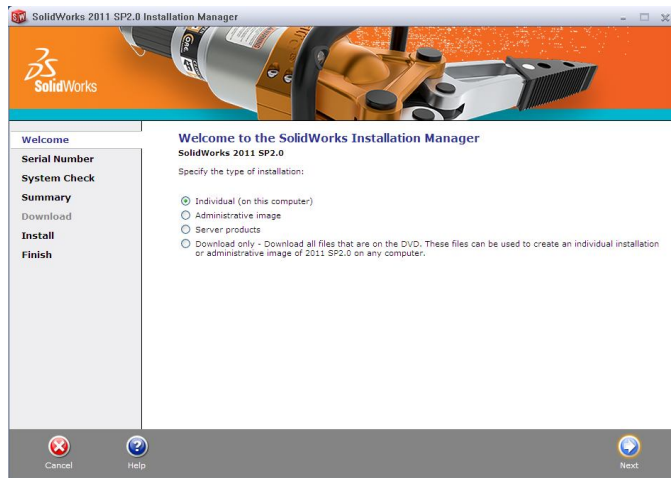 SolidWorks 2011 SP2.0 Installation Manager
SolidWorks
Welcome
Serial Number
System Check
Summary
Download
Install
Finish
Welcome to the SolidWorks Installation Manager
SolidWorks 2011 SP2.0
Specify the type of installation:
Individual (on this computer)
Administrative image
Server products
Download only - Download all files that are on the DVD. These files can be used to create an individual installation
or administrative image of 2011 SP2.0 on any computer.
Cancel
Help
Next